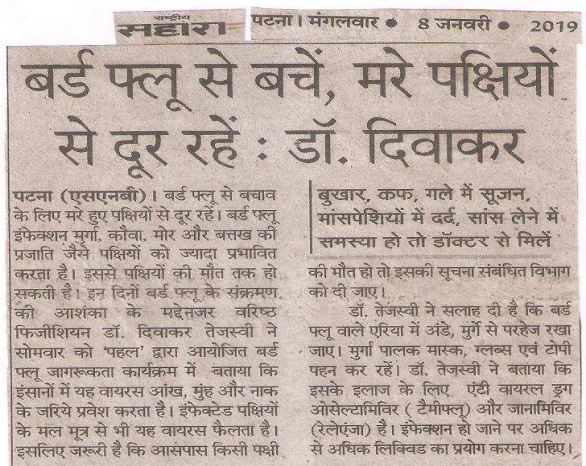 राष्ट्रीय
सहारा
पटना। मंगलवार • 8 जनवरी • 2019
बर्ड फ्लू से बचें, मरे पक्षियों
से दूर रहें : डॉ. दिवाकर
पटना (एसएनबी)। बर्ड फ्लू से बचाव
के लिए मरे हुए पक्षियों से दूर रहें। बर्ड फ्लू
इंफेक्शन मुर्गा, कौवा, मोर और बत्तख की
प्रजाति जैसे पक्षियों को ज्यादा प्रभावित
करता है। इससे पक्षियों की मौत तक हो
सकती है। इन दिनों बर्ड फ्लू के संक्रमण
की आशंका के मद्देनजर वरिष्ठ
फिजीशियन डॉ. दिवाकर तेजस्वी ने
सोमवार को 'पहल' द्वारा आयोजित बर्ड
फ्लू जागरूकता कार्यक्रम में बताया कि
इंसानों में यह वायरस आंख, मुंह और नाक
के जरिये प्रवेश करता है। इंफेक्टेड पक्षियों
के मल मूत्र से भी यह वायरस फैलता है।
इसलिए जरूरी है कि आसपास किसी पक्षी
बुखार, कफ, गले में सूजन,
मांसपेशियों में दर्द, सांस लेने में
समस्या हो तो डॉक्टर से मिलें
की मौत हो तो इसकी सूचना संबंधित विभाग
को दी जाए।
डॉ. तेजस्वी ने सलाह दी है कि बर्ड
फ्लू वाले एरिया में अंडे, मुर्गे से परहेज रखा
जाए। मुर्गा पालक मास्क, ग्लब्स एवं टोपी
पहन कर रहें। डॉ. तेजस्वी ने बताया कि
इसके इलाज के लिए एंटी वायरल ड्रग
ओसेल्टामिविर ( टैमीफ्लू) और जानामिविर
(रेलेएंजा) है। इंफेक्शन हो जाने पर अधिक
से अधिक लिक्विड का प्रयोग करना चाहिए।